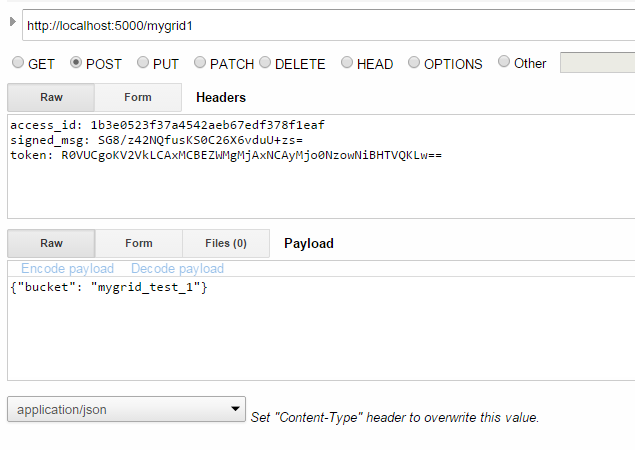 http://localhost:5000/mygrid1
GET POST PUT PATCH DELETE HEAD OPTIONS Other
Raw Form Headers
access_id: 1b3e0523f37a4542aeb67edf378f1eaf
signed_msg: SG8/z42NQfusKS0C26X6vduU+zs=
token: R0VUCgoKV2VkLCAxMCBEZWMgMjAxNCAyMjo0NzowNiBHTVQKLw==
Raw Form Files (0) Payload
Encode payload Decode payload
{"bucket": "mygrid_test_1"}
application/json Set "Content-Type" header to overwrite this value.